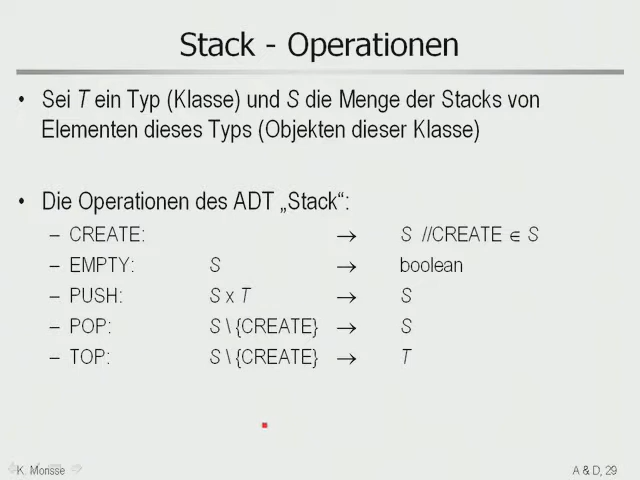 Stack - Operationen
• Sei T ein Typ (Klasse) und S die Menge der Stacks von
Elementen dieses Typs (Objekten dieser Klasse)
• Die Operationen des ADT „Stack“:
– CREATE: → S //CREATE ∈ S
– EMPTY: S → boolean
– PUSH: S x T → S
– POP: S \ {CREATE} → S
– TOP: S \ {CREATE} → T
K. Morisse A & D, 29